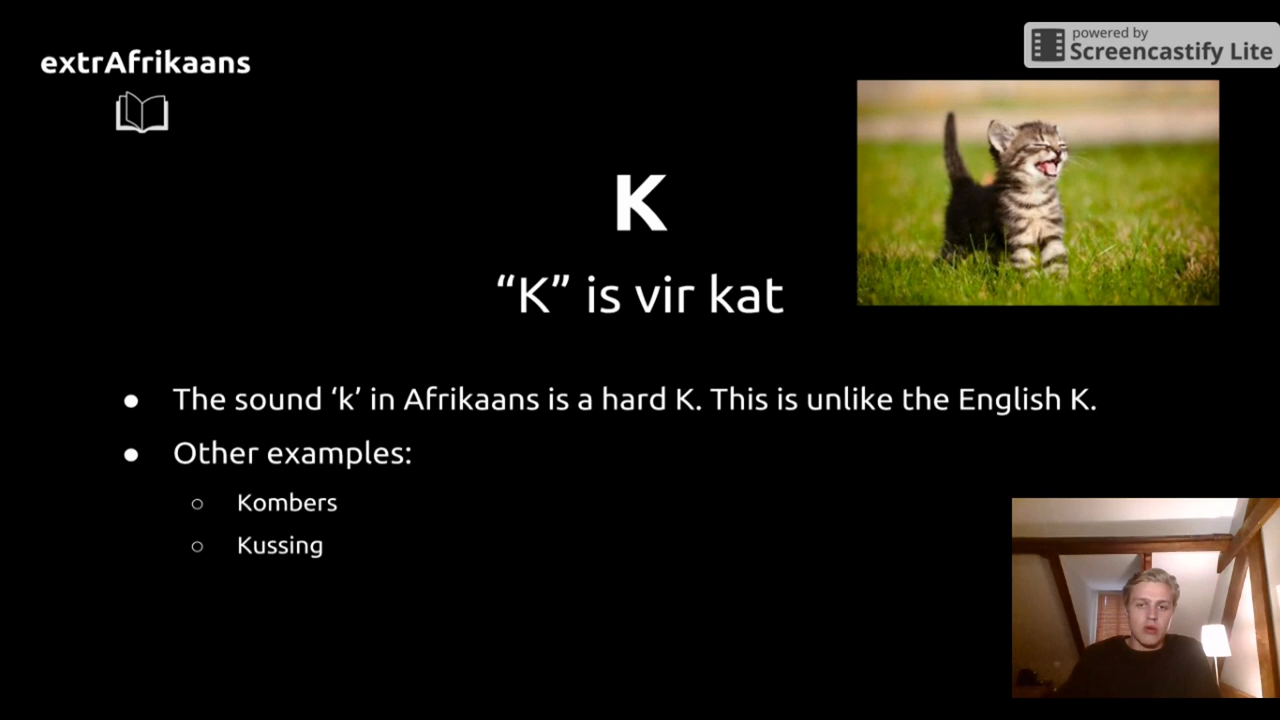 extrAfrikaans
powered by
Screencastify Lite
K
“K” is vir kat
● The sound ‘k’ in Afrikaans is a hard K. This is unlike the English K.
● Other examples:
○ Kombers
○ Kussing